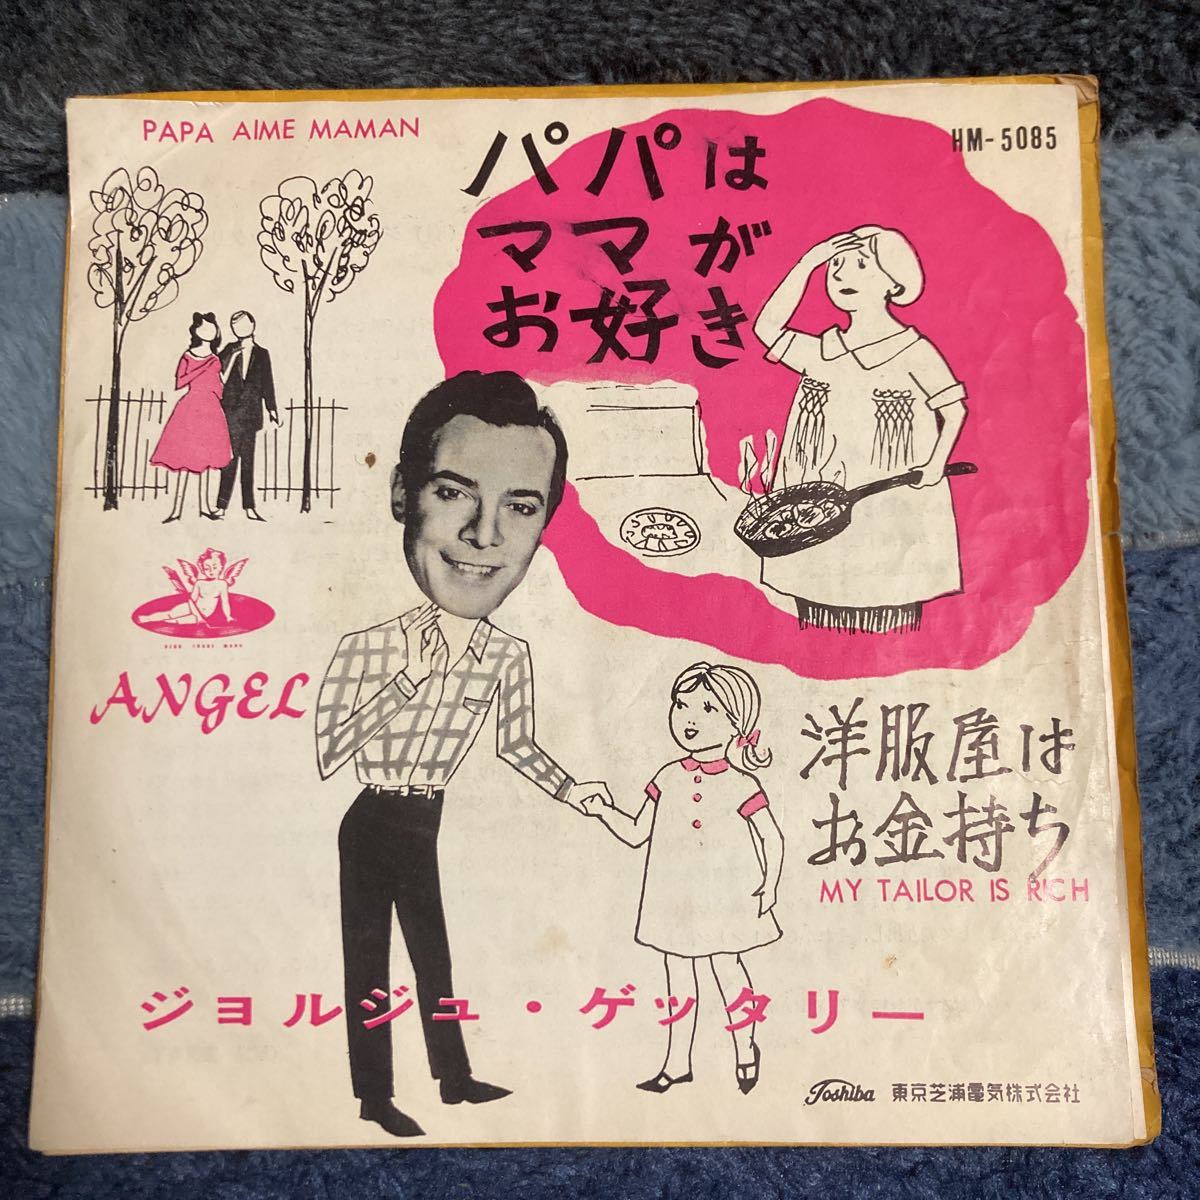 PAPA AIME MAMAN
HM-5085
パパは
ママが
お好き
ANGEL
洋服屋は
お金持ち
MY TAILOR IS RICH
ジョルジュ・ゲッタリー
Toshiba 東京芝浦電気株式会社